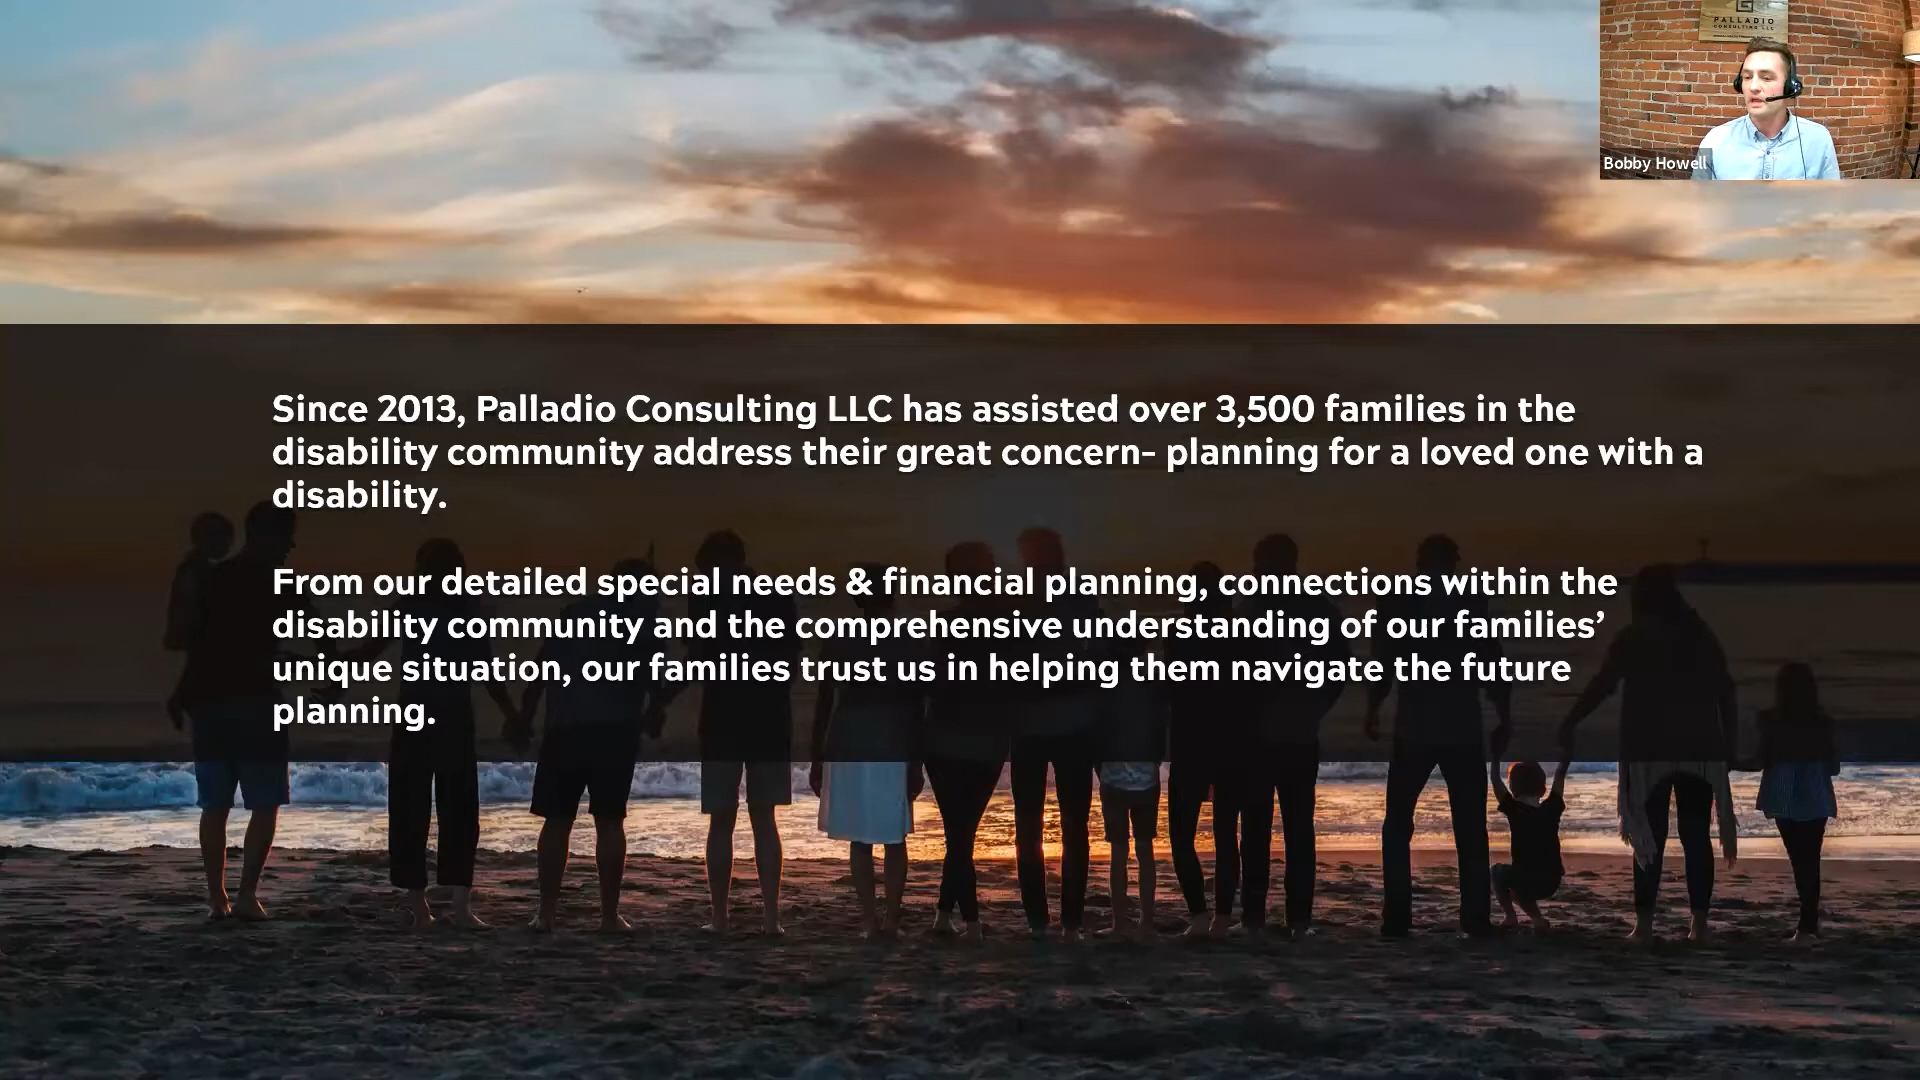 PALLADIO
CONSULTING LLC
Bobby Howell
Since 2013, Palladio Consulting LLC has assisted over 3,500 families in the
disability community address their great concern- planning for a loved one with a
disability.
From our detailed special needs & financial planning, connections within the
disability community and the comprehensive understanding of our families’
unique situation, our families trust us in helping them navigate the future
planning.